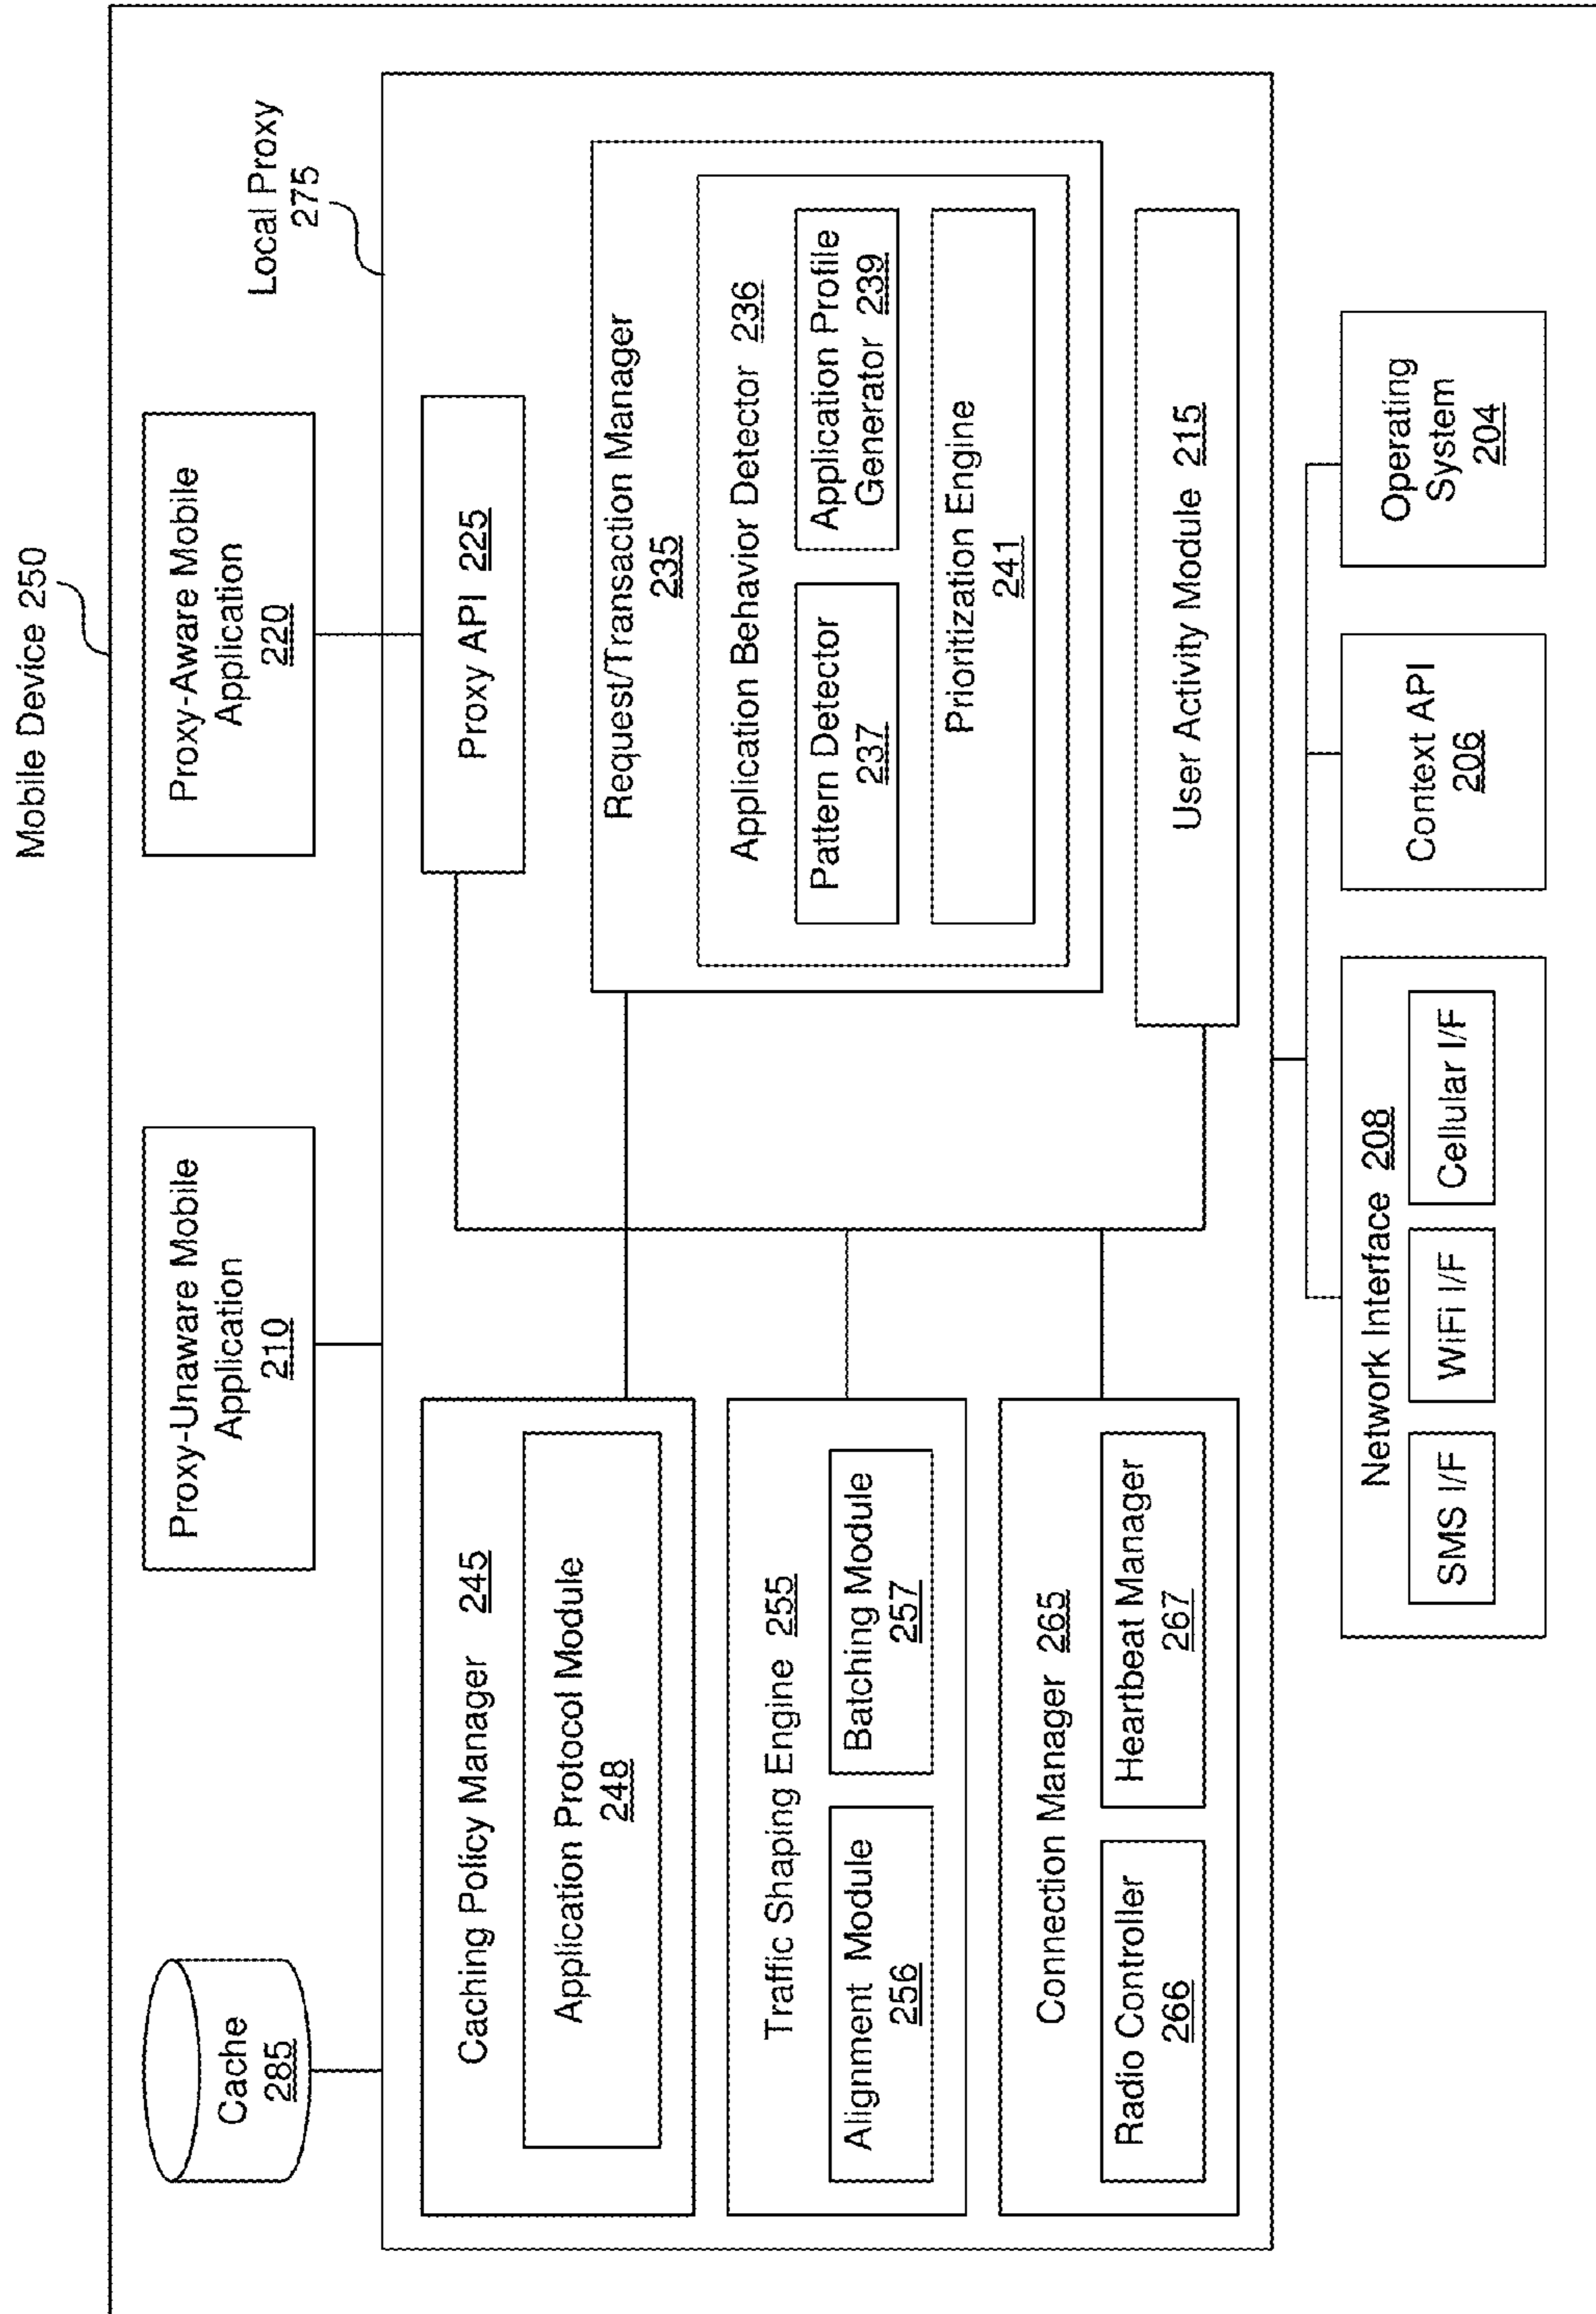 Mobile Device 250
Cache
285
Proxy-Unaware Mobile
Application
210
Proxy-Aware Mobile
Application
220
Local Proxy
275
Caching Policy Manager 245
Application Protocol Module
248
Traffic Shaping Engine 255
Alignment Module
256
Batching Module
257
Connection Manager 265
Radio Controller
266
Heartbeat Manager
267
Proxy API 225
Request/Transaction Manager
235
Application Behavior Detector 236
Pattern Detector
237
Application Profile
Generator 239
Prioritization Engine
241
User Activity Module 215
Network Interface 208
SMS I/F
WiFi I/F
Cellular I/F
Context API
206
Operating
System
204